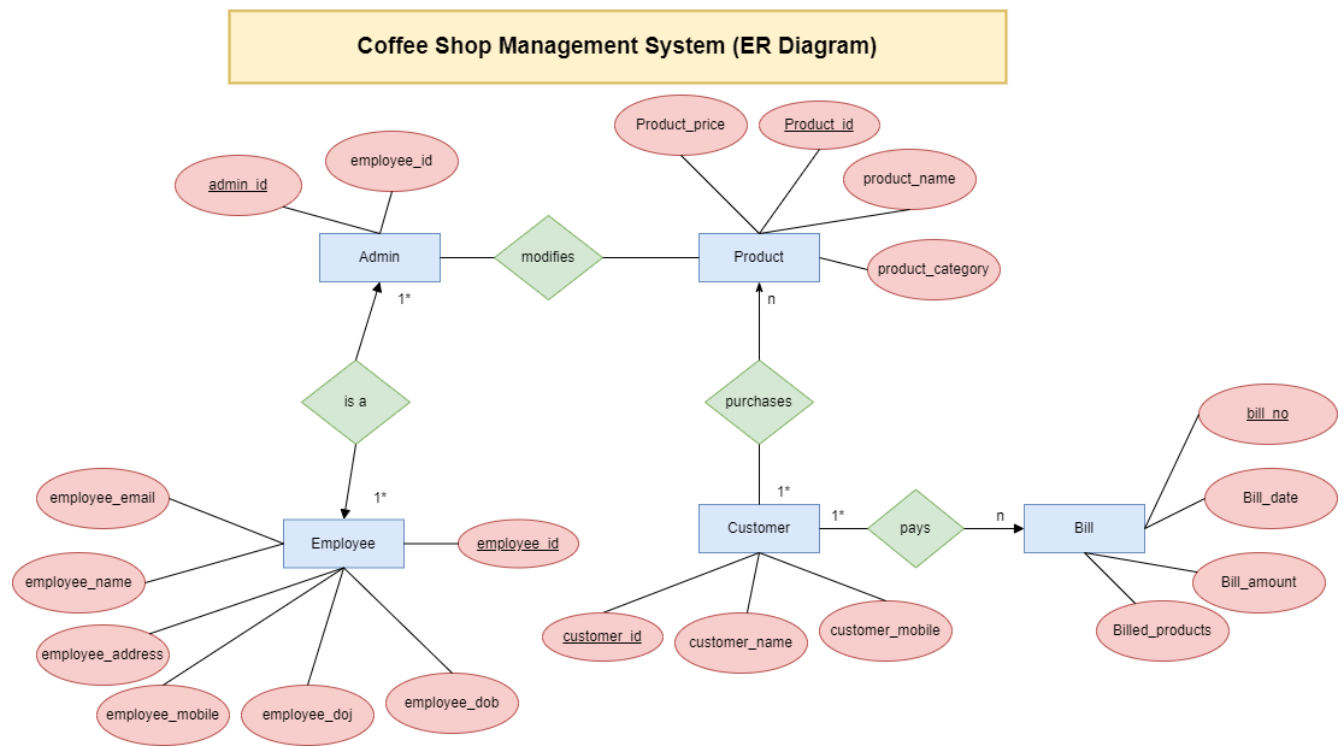 Coffee Shop Management System (ER Diagram)
Product_price
Product_id
employee_id
admin_id
product_name
Admin
modifies
Product
product_category
1*
n
is a
purchases
bill_no
employee_email
1*
1*
1*
n
Bill_date
Employee
employee_id
Customer
pays
Bill
employee_name
Bill_amount
employee_address
customer_id
customer_name
customer_mobile
Billed_products
employee_mobile
employee_doj
employee_dob